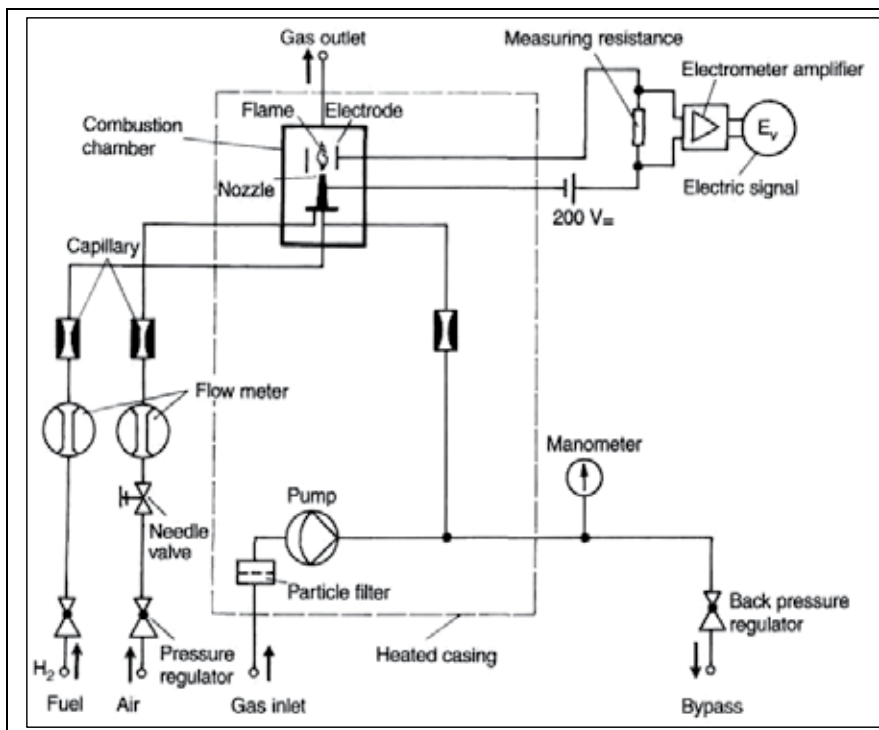 Gas outlet
Measuring resistance
Electrometer amplifier
Flame
Electrode
Combustion
chamber
E_v
Nozzle
Electric signal
200 V=
Capillary
Flow meter
Manometer
Pump
Needle
valve
Particle filter
Back pressure
regulator
Heated casing
Pressure
regulator
H₂
Fuel
Air
Gas inlet
Bypass